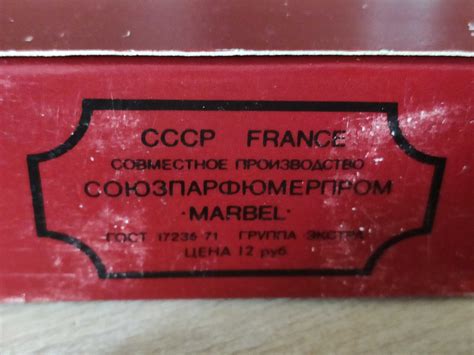 СССР FRANCE
СОВМЕСТНОЕ ПРОИЗВОДСТВО
СОЮЗПАРФЮМЕРПРОМ
·MARBEL·
ГОСТ 17236-71 ГРУППА ЭКСТРА
ЦЕНА 12 руб